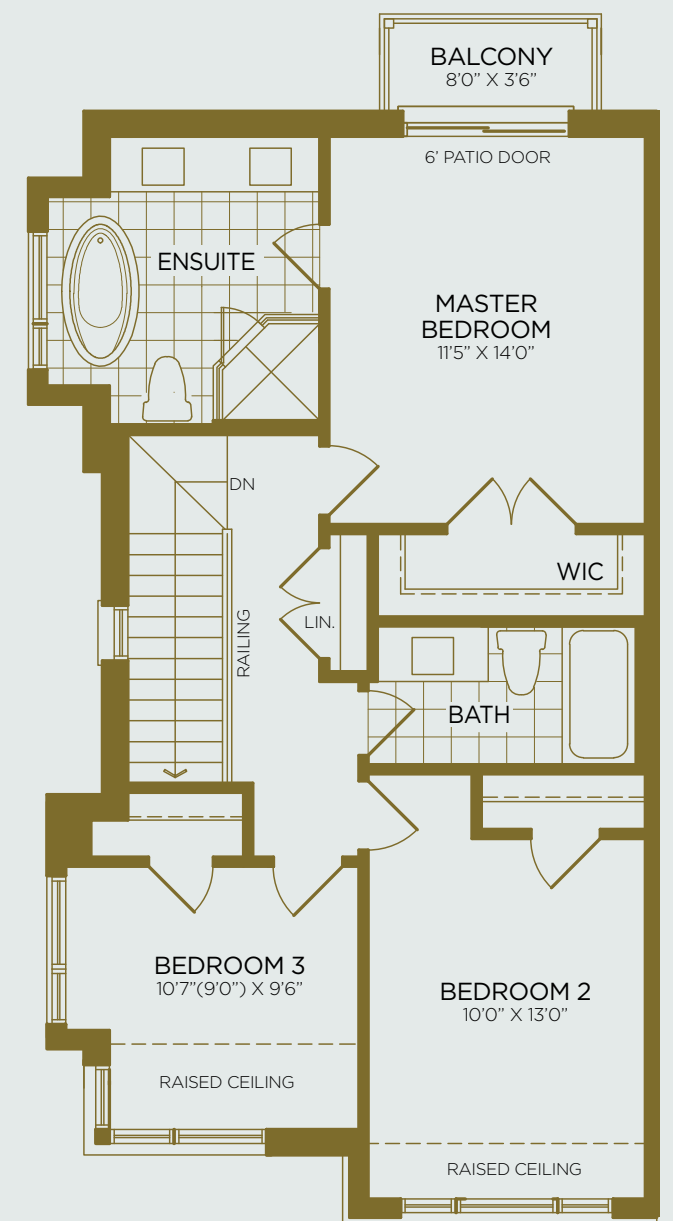 BALCONY
8'0” X 3'6”
6' PATIO DOOR
ENSUITE
MASTER
BEDROOM
11'5” X 14'0”
DN
WIC
RAILING
LIN.
BATH
BEDROOM 3
10'7”(9'0”) X 9'6”
BEDROOM 2
10'0” X 13'0”
RAISED CEILING
RAISED CEILING